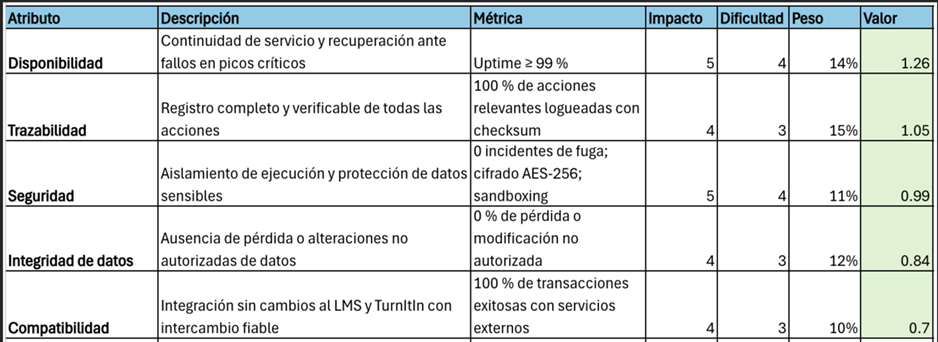 Atributo Descripción Métrica Impacto Dificultad Peso Valor
Continuidad de servicio y recuperación ante
Disponibilidad fallos en picos críticos Uptime ≥ 99 % 5 4 14% 1.26
100 % de acciones
Registro completo y verificable de todas las relevantes logueadas con
Trazabilidad acciones checksum 4 3 15% 1.05
0 incidentes de fuga;
Aislamiento de ejecución y protección de datos cifrado AES-256;
Seguridad sensibles sandboxing 5 4 11% 0.99
0 % de pérdida o
Ausencia de pérdida o alteraciones no modificación no
Integridad de datos autorizadas de datos autorizada 4 3 12% 0.84
100 % de transacciones
Integración sin cambios al LMS y TurnItIn con exitosas con servicios
Compatibilidad intercambio fiable externos 4 3 10% 0.7